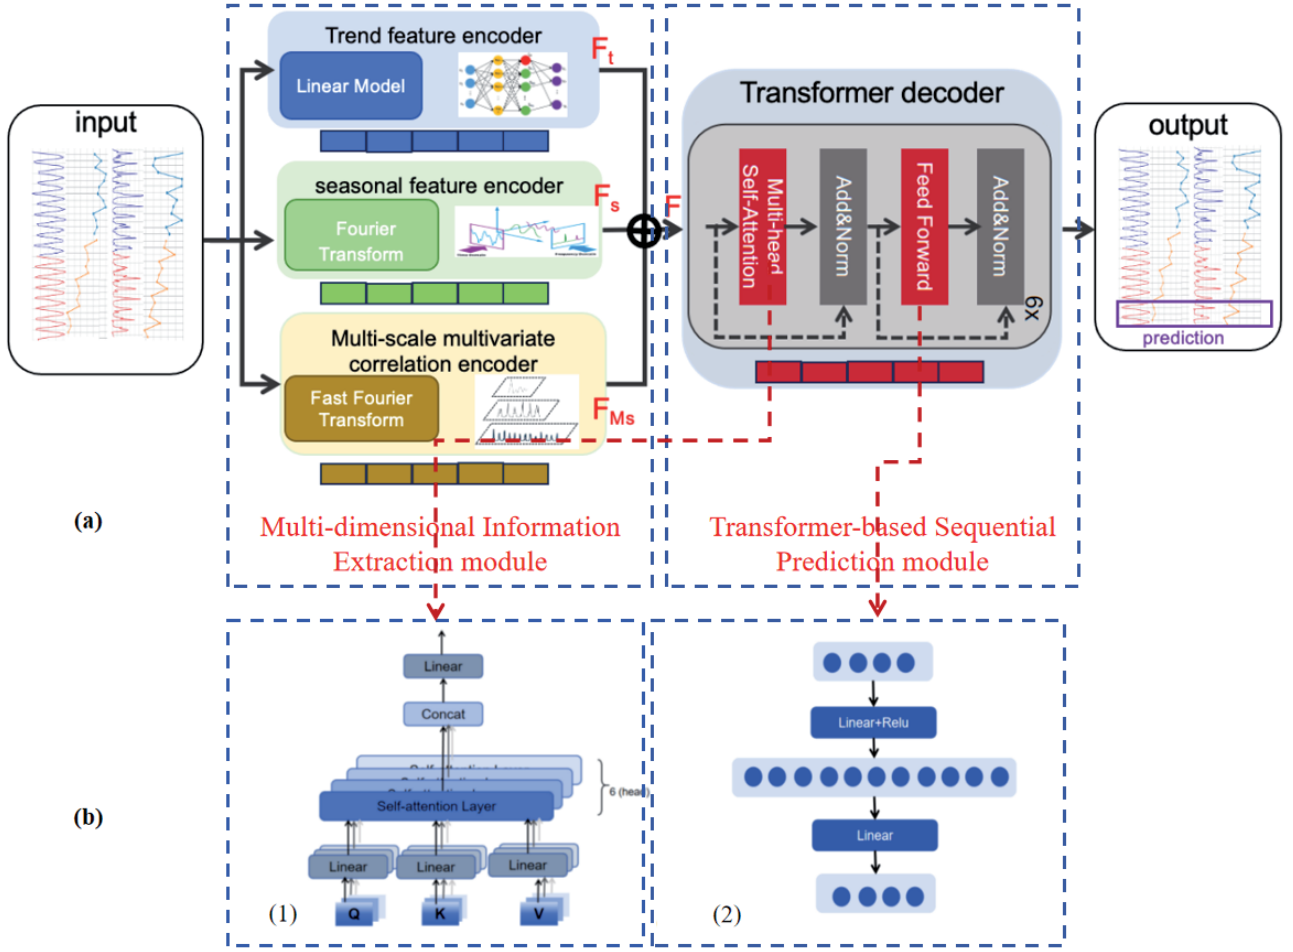 input
Trend feature encoder
Linear Model
F_t
seasonal feature encoder
Fourier
Transform
F_s
Multi-scale multivariate
correlation encoder
Fast Fourier
Transform
F_Ms
F
Transformer decoder
Multi-head
Self-Attention
Add&Norm
Feed Forward
Add&Norm
6x
output
prediction
(a)
Multi-dimensional Information
Extraction module
Transformer-based Sequential
Prediction module
(b)
Linear
Concat
Self-attention Layer
6 (head)
Linear
Linear
Linear
Q
K
V
(1)
Linear+Relu
Linear
(2)